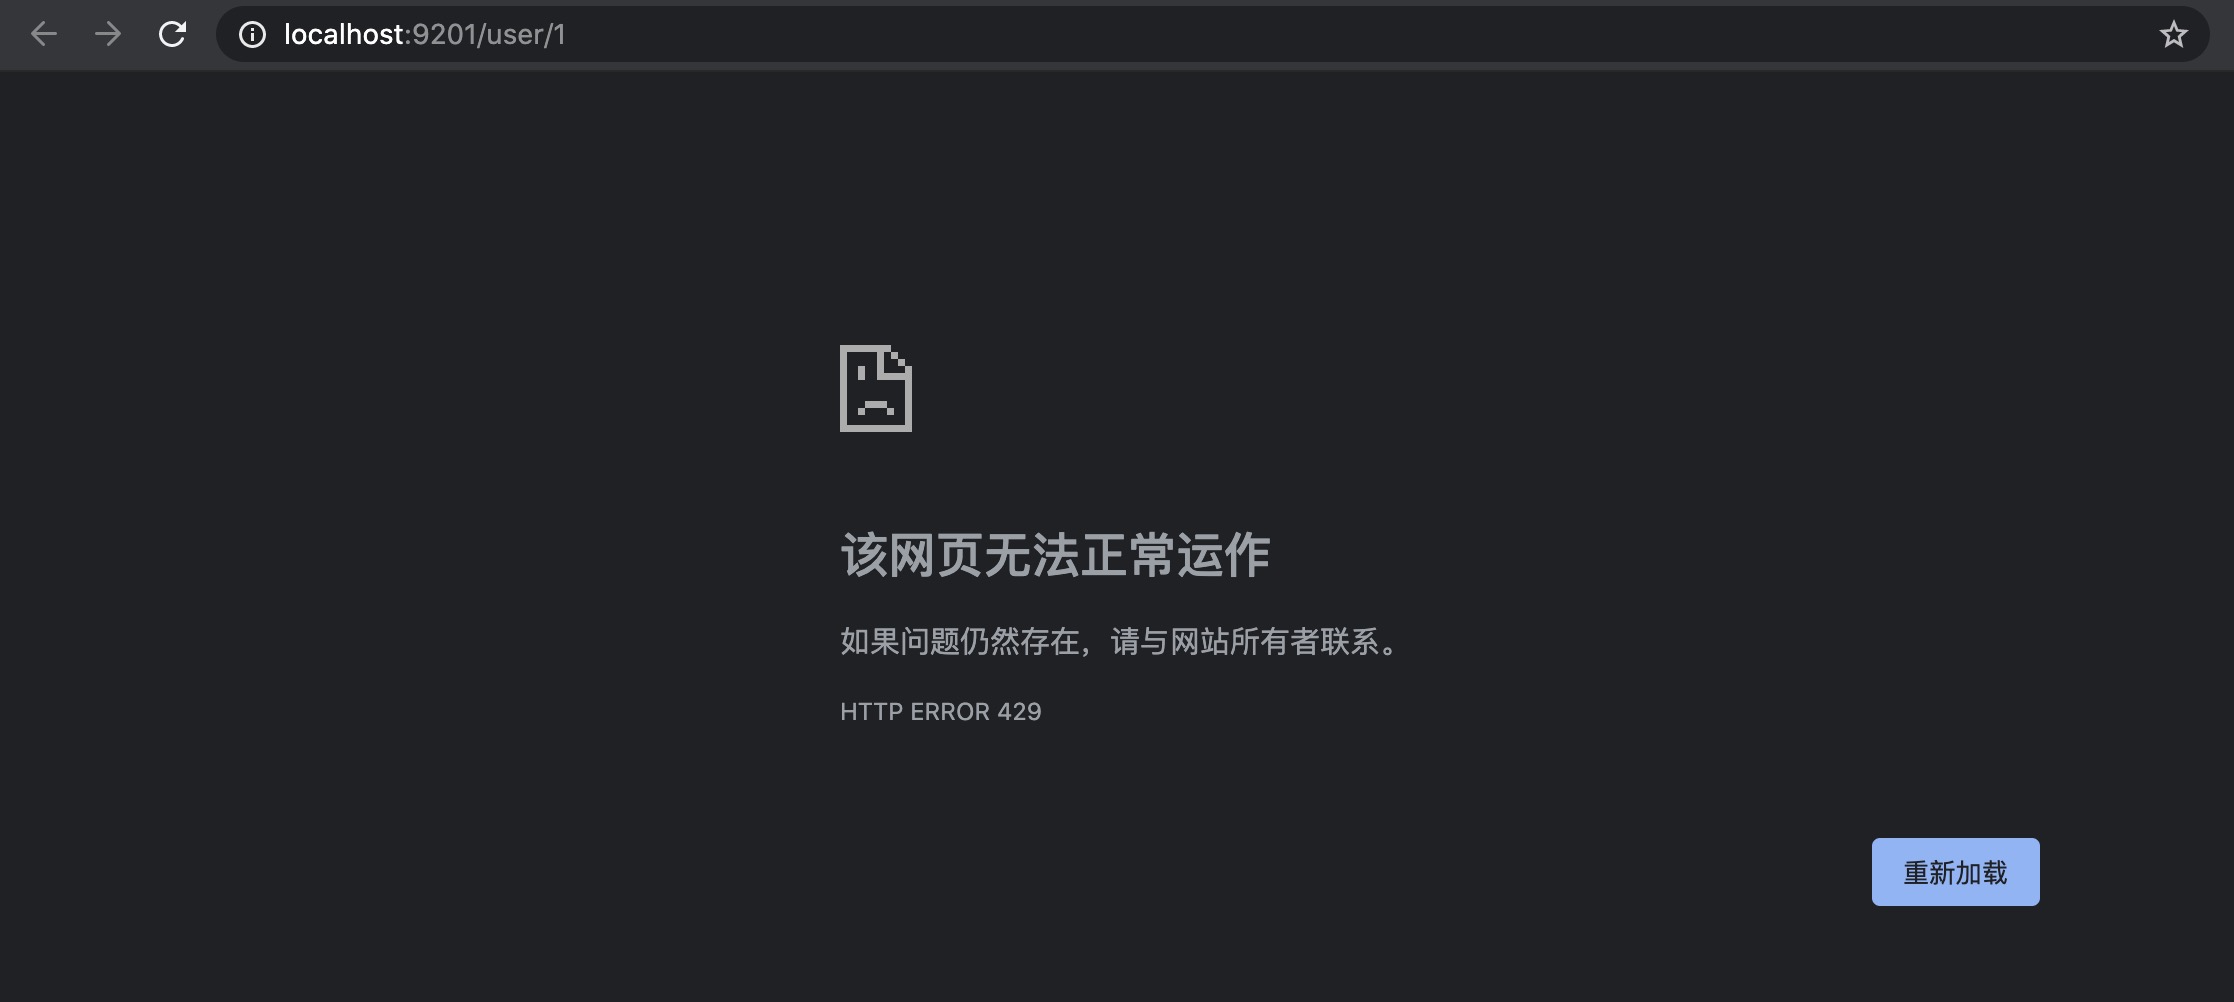 localhost:9201/user/1
该网页无法正常运作
如果问题仍然存在，请与网站所有者联系。
HTTP ERROR 429
重新加载